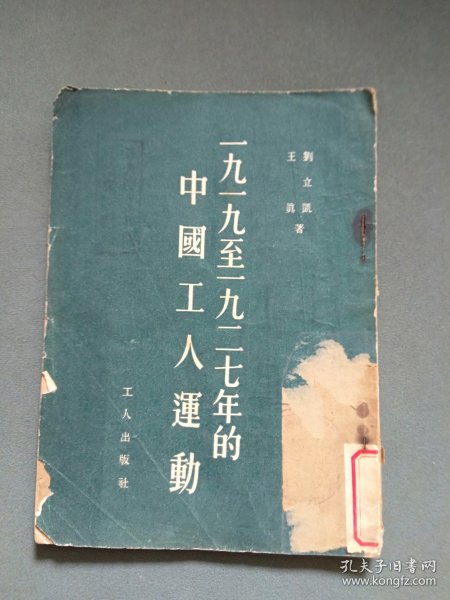 劉立凱
王眞著
一九一九至一九二七年的
中國工人運動
工人出版社
孔夫子旧书网
www.kongfz.com